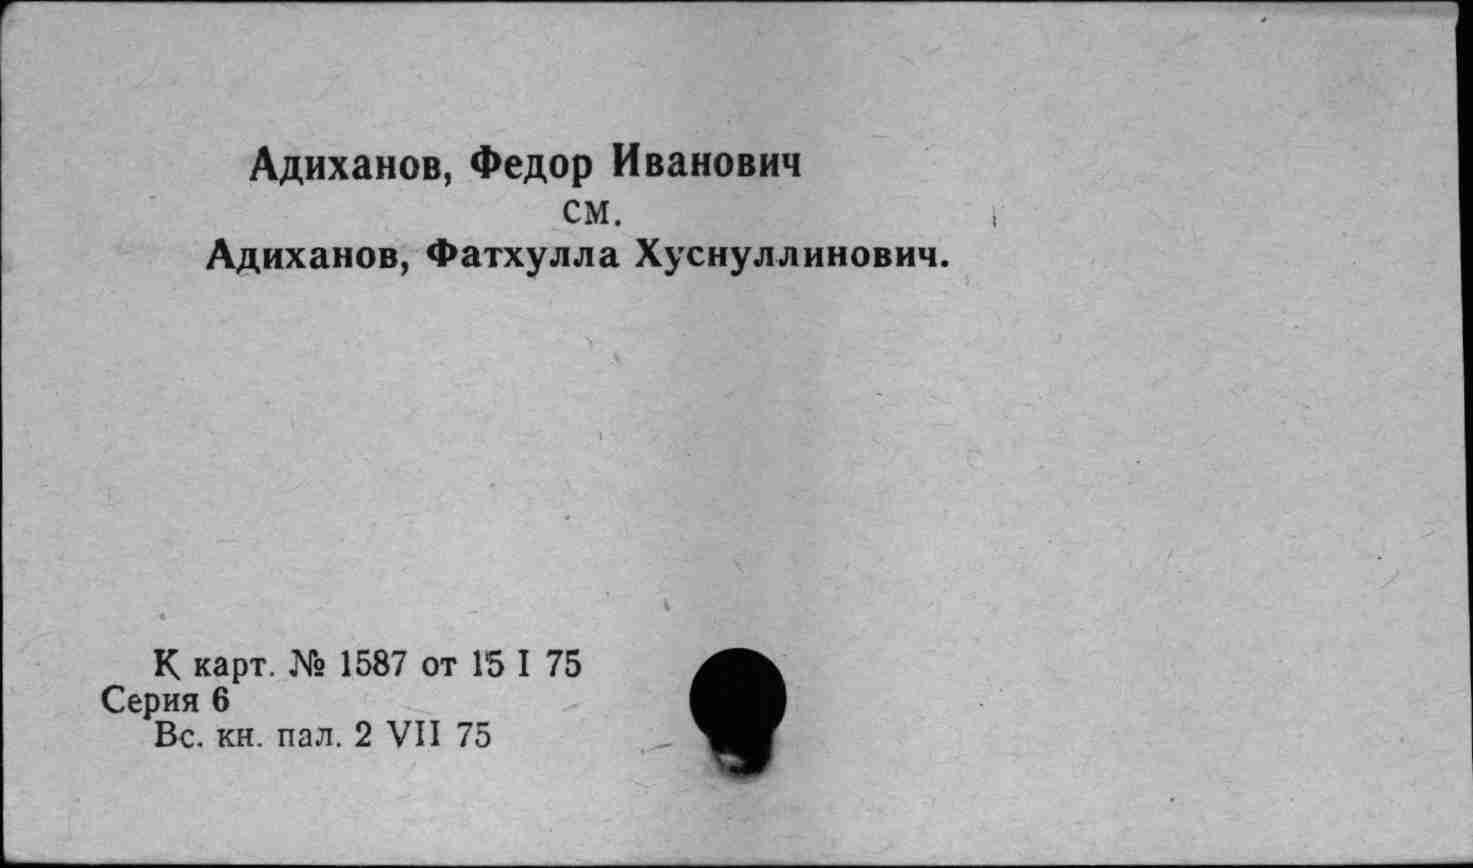 Адиханов, Федор Иванович
см.
Адиханов, Фатхулла Хуснуллинович.
К карт. № 1587 от 15 I 75
Серия 6
Вс. кн. пал. 2 VII 75